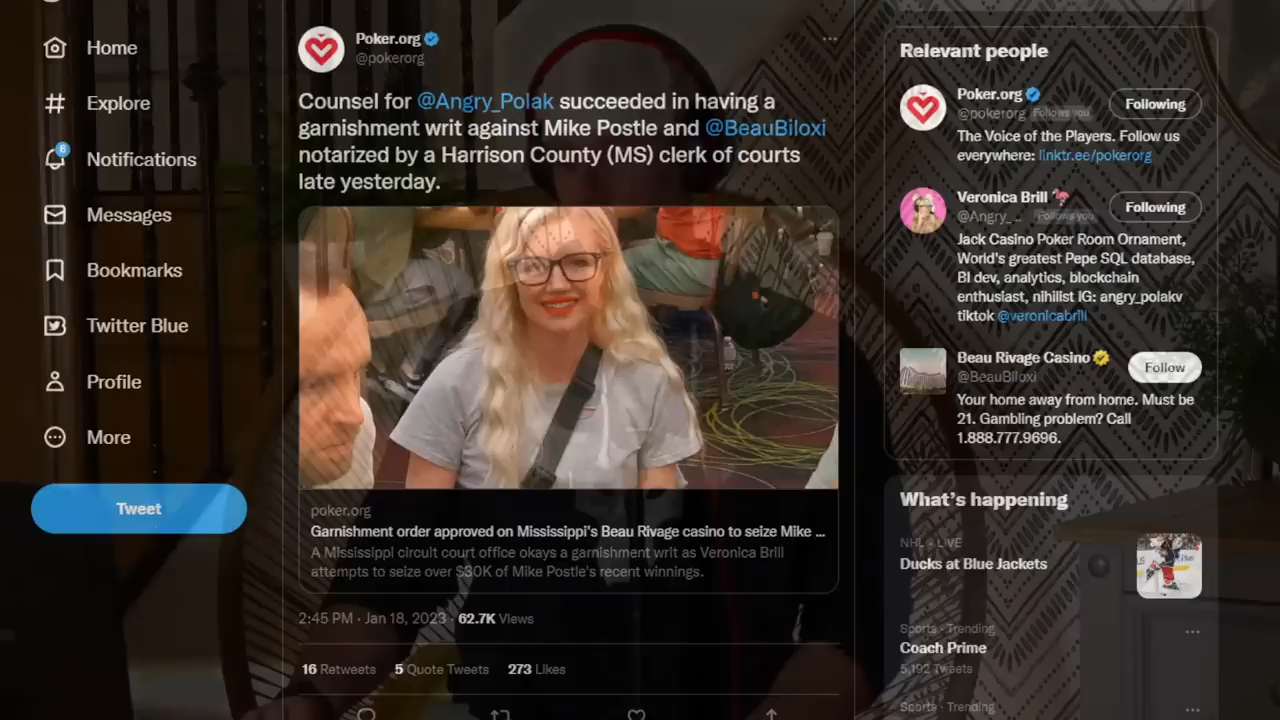 Home
Explore
6
Notifications
Messages
Bookmarks
Twitter Blue
Profile
More
Tweet
Poker.org
@pokerorg
Counsel for @Angry_Polak succeeded in having a
garnishment writ against Mike Postle and @BeauBiloxi
notarized by a Harrison County (MS) clerk of courts
late yesterday.
poker.org
Garnishment order approved on Mississippi's Beau Rivage casino to seize Mike ...
A Mississippi circuit court office okays a garnishment writ as Veronica Brill
attempts to seize over $30K of Mike Postle's recent winnings.
2:45 PM · Jan 18, 2023 · 62.7K Views
16 Retweets 5 Quote Tweets 273 Likes
Relevant people
Poker.org
@pokerorg Follows you
Following
The Voice of the Players. Follow us
everywhere: linktr.ee/pokerorg
Veronica Brill
@Angry_... Follows you
Following
Jack Casino Poker Room Ornament,
World's greatest Pepe SQL database,
BI dev, analytics, blockchain
enthusiast, nihilist IG: angry_polakv
tiktok @veronicabrill
Beau Rivage Casino
@BeauBiloxi
Follow
Your home away from home. Must be
21. Gambling problem? Call
1.888.777.9696.
What's happening
NHL · LIVE
Ducks at Blue Jackets
Sports · Trending
Coach Prime
5,192 Tweets
Sports · Trending